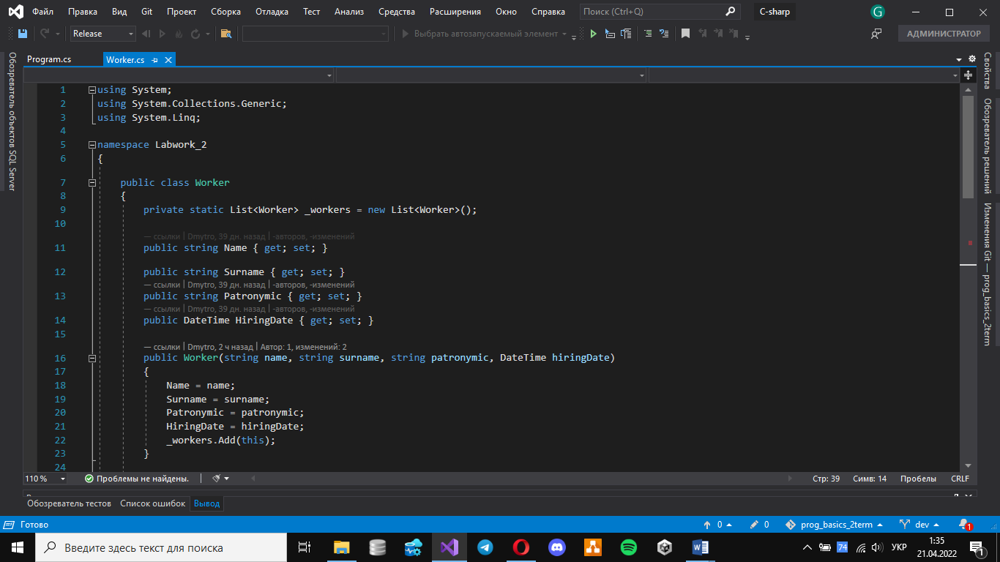 Файл Правка Вид Git Проект Сборка Отладка Тест Анализ Средства Расширения Окно Справка Поиск (Ctrl+Q) C-sharp G
Release Выбрать автозапускаемый элемент АДМИНИСТРАТОР
Обозреватель объектов SQL Server
Program.cs Worker.cs
1 using System;
2 using System.Collections.Generic;
3 using System.Linq;
4
5 namespace Labwork_2
6 {
7 public class Worker
8 {
9 private static List<Worker> _workers = new List<Worker>();
10
— ссылки | Dmytro, 39 дн. назад | -авторов, -изменений
11 public string Name { get; set; }
12 public string Surname { get; set; }
— ссылки | Dmytro, 39 дн. назад | -авторов, -изменений
13 public string Patronymic { get; set; }
— ссылки | Dmytro, 39 дн. назад | -авторов, -изменений
14 public DateTime HiringDate { get; set; }
15
— ссылки | Dmytro, 2 ч назад | Автор: 1, изменений: 2
16 public Worker(string name, string surname, string patronymic, DateTime hiringDate)
17 {
18 Name = name;
19 Surname = surname;
20 Patronymic = patronymic;
21 HiringDate = hiringDate;
22 _workers.Add(this);
23 }
24
Свойства
Обозреватель решений
Изменения Git — prog_basics_2term
110 % Проблемы не найдены. Стр: 39 Симв: 14 Пробелы CRLF
Обозреватель тестов Список ошибок Вывод
Готово 0 0 prog_basics_2term dev 1
Введите здесь текст для поиска 74 УКР 1:35
21.04.2022 1